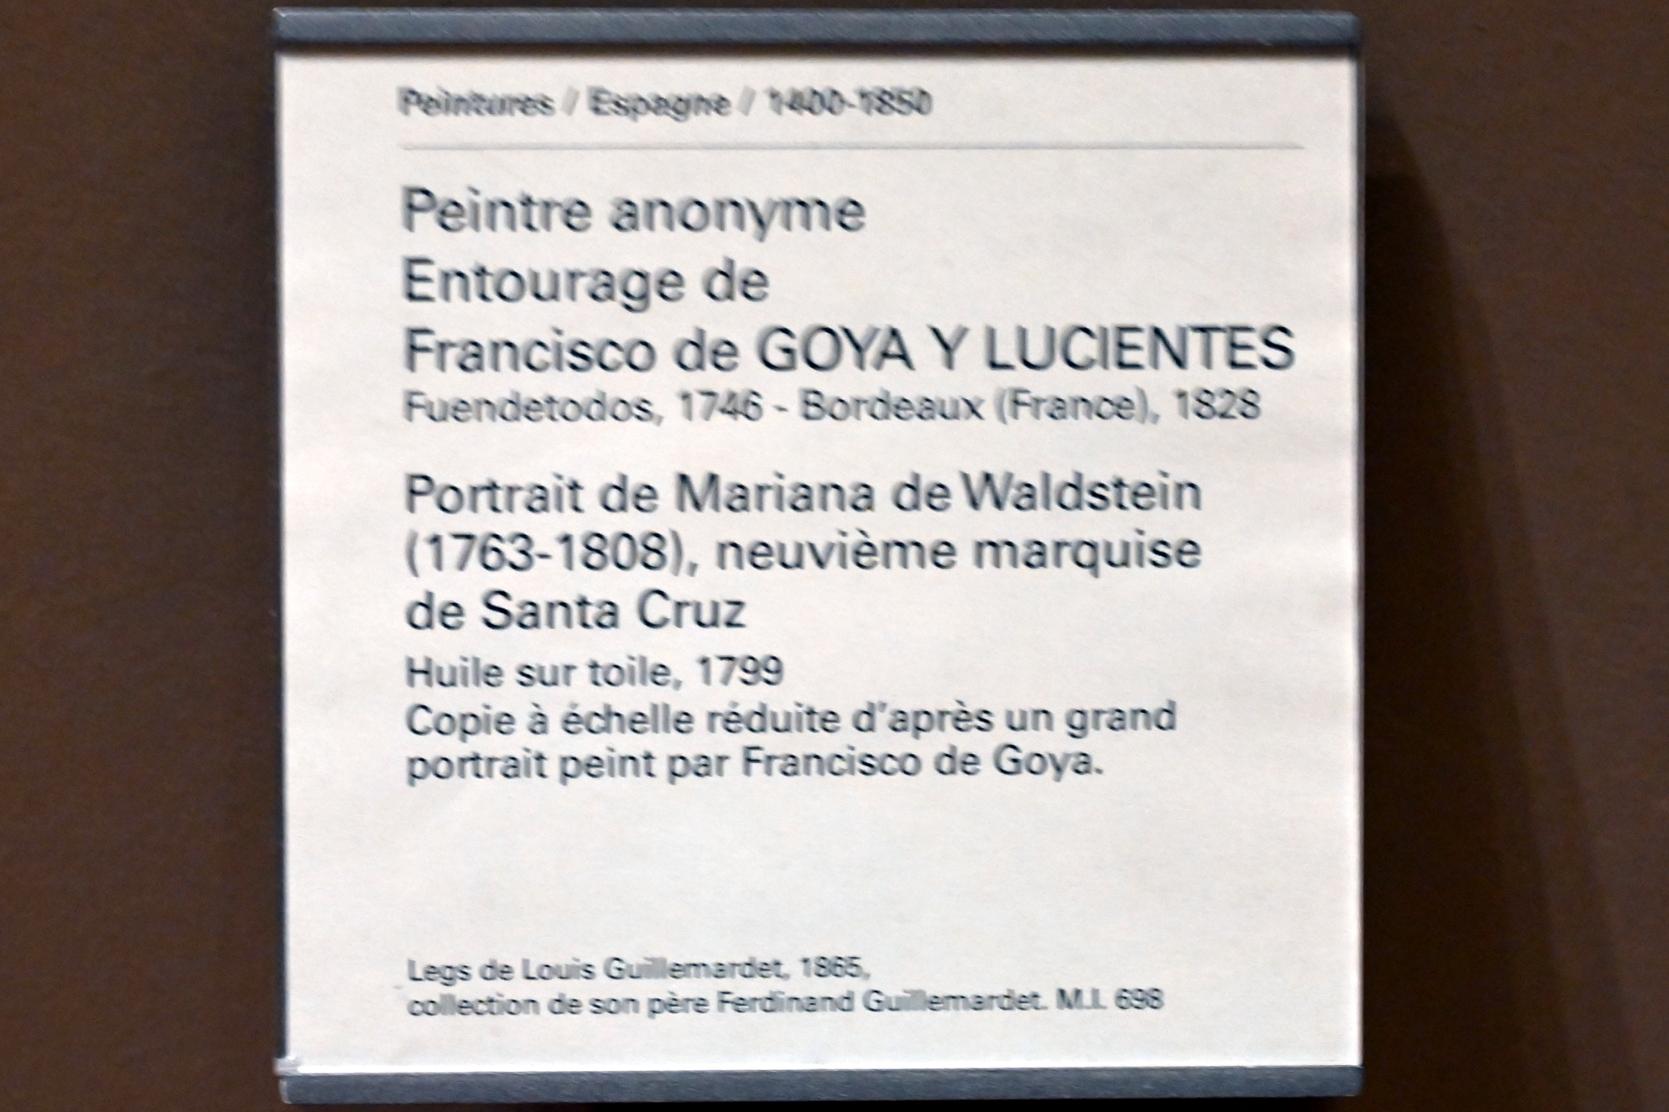 Peintures / Espagne / 1400-1850
Peintre anonyme
Entourage de
Francisco de GOYA Y LUCIENTES
Fuendetodos, 1746 - Bordeaux (France), 1828
Portrait de Mariana de Waldstein
(1763-1808), neuvième marquise
de Santa Cruz
Huile sur toile, 1799
Copie à échelle réduite d'après un grand
portrait peint par Francisco de Goya.
Legs de Louis Guillemardet, 1865,
collection de son père Ferdinand Guillemardet. M.I. 698